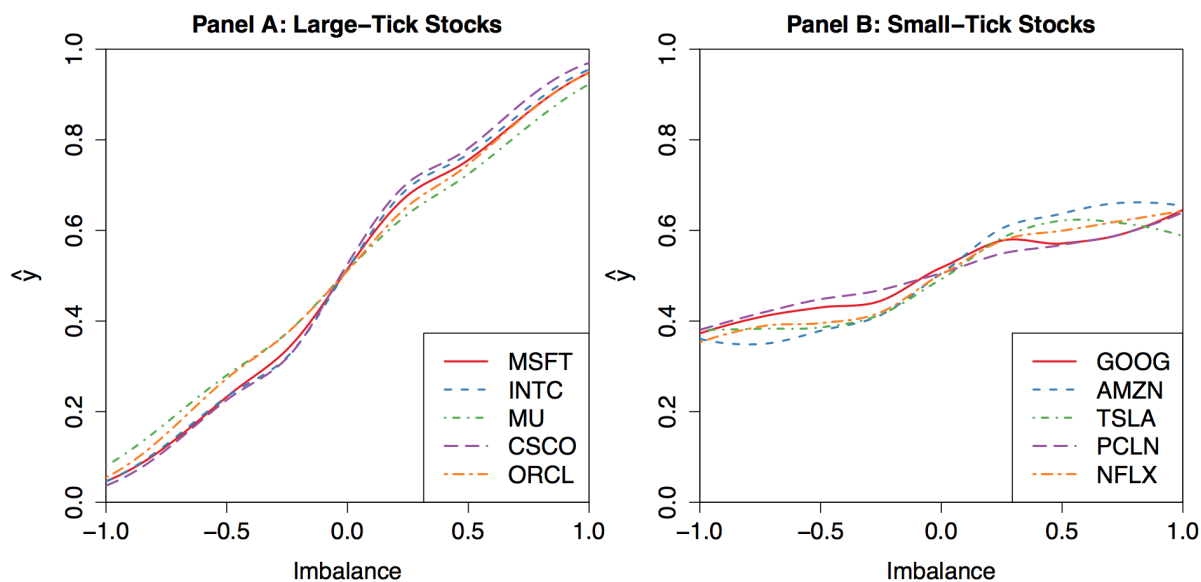 Panel A: Large−Tick Stocks
1.0
0.8
0.6
0.4
0.2
0.0
ŷ
−1.0 −0.5 0.0 0.5 1.0
Imbalance
MSFT
INTC
MU
CSCO
ORCL
Panel B: Small−Tick Stocks
1.0
0.8
0.6
0.4
0.2
0.0
ŷ
−1.0 −0.5 0.0 0.5 1.0
Imbalance
GOOG
AMZN
TSLA
PCLN
NFLX